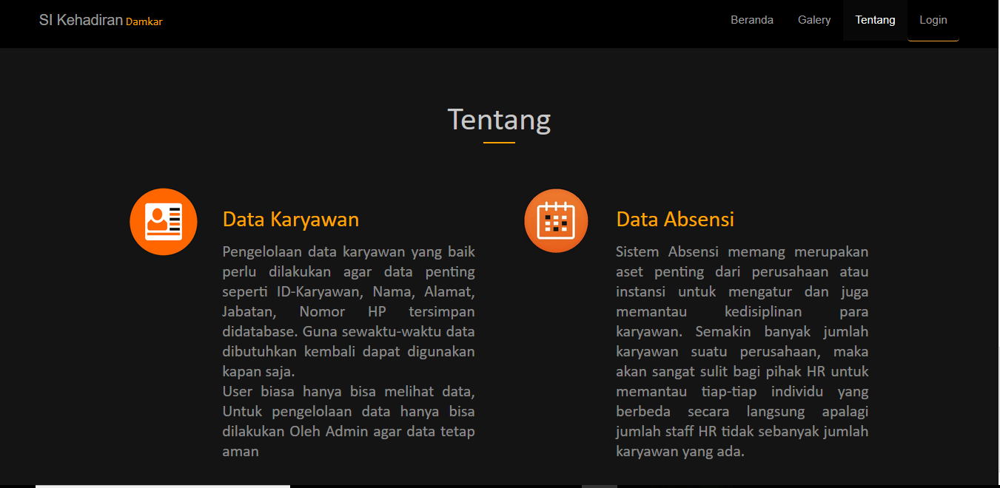 SI Kehadiran Damkar
Beranda Galery Tentang Login
Tentang
Data Karyawan
Pengelolaan data karyawan yang baik
perlu dilakukan agar data penting
seperti ID-Karyawan, Nama, Alamat,
Jabatan, Nomor HP tersimpan
didatabase. Guna sewaktu-waktu data
dibutuhkan kembali dapat digunakan
kapan saja.
User biasa hanya bisa melihat data,
Untuk pengelolaan data hanya bisa
dilakukan Oleh Admin agar data tetap
aman
Data Absensi
Sistem Absensi memang merupakan
aset penting dari perusahaan atau
instansi untuk mengatur dan juga
memantau kedisiplinan para
karyawan. Semakin banyak jumlah
karyawan suatu perusahaan, maka
akan sangat sulit bagi pihak HR untuk
memantau tiap-tiap individu yang
berbeda secara langsung apalagi
jumlah staff HR tidak sebanyak jumlah
karyawan yang ada.